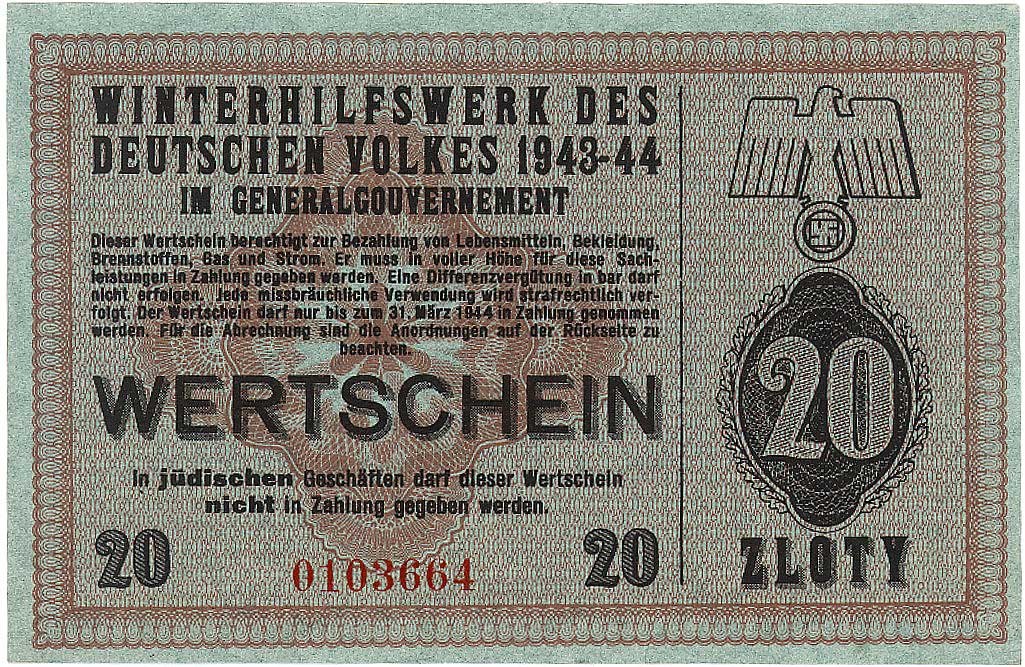 WINTERHILFSWERK DES
DEUTSCHEN VOLKES 1943-44
IM GENERALGOUVERNEMENT
Dieser Wertschein berechtigt zur Bezahlung von Lebensmitteln, Bekleidung,
Brennstoffen, Gas und Strom. Er muss in voller Höhe für diese Sach-
leistungen in Zahlung gegeben werden. Eine Differenzvergütung in bar darf
nicht erfolgen. Jede missbräuchliche Verwendung wird strafrechtlich ver-
folgt. Der Wertschein darf nur bis zum 31. März 1944 in Zahlung genommen
werden. Für die Abrechnung sind die Anordnungen auf der Rückseite zu
beachten.
WERTSCHEIN
In jüdischen Geschäften darf dieser Wertschein
nicht in Zahlung gegeben werden.
20 0103664 20
20
ZLOTY